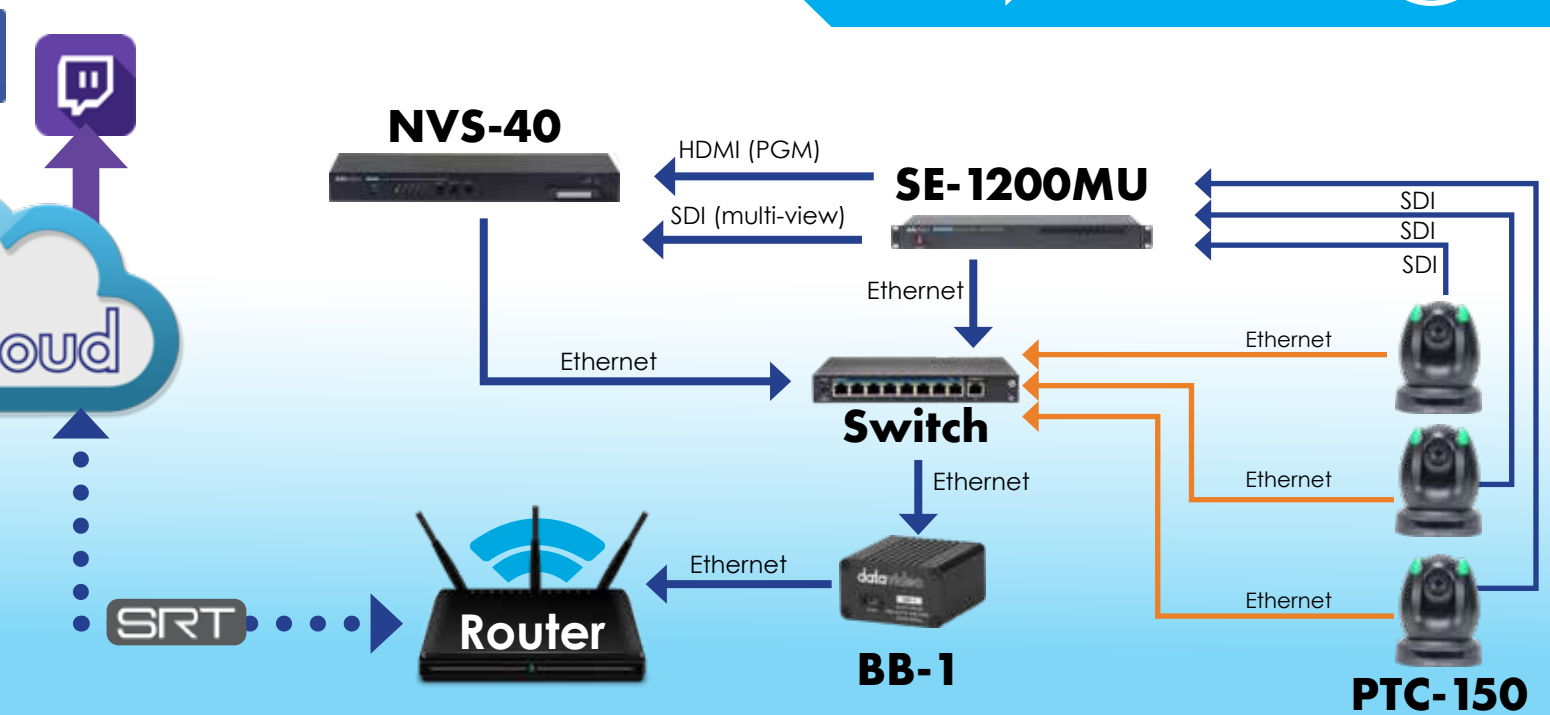 NVS-40
HDMI (PGM)
SE-1200MU
SDI (multi-view)
SDI
SDI
SDI
Ethernet
Ethernet
Ethernet
Switch
Ethernet
Ethernet
Ethernet
Ethernet
datavideo
SRT
Router
BB-1
PTC-150
oud